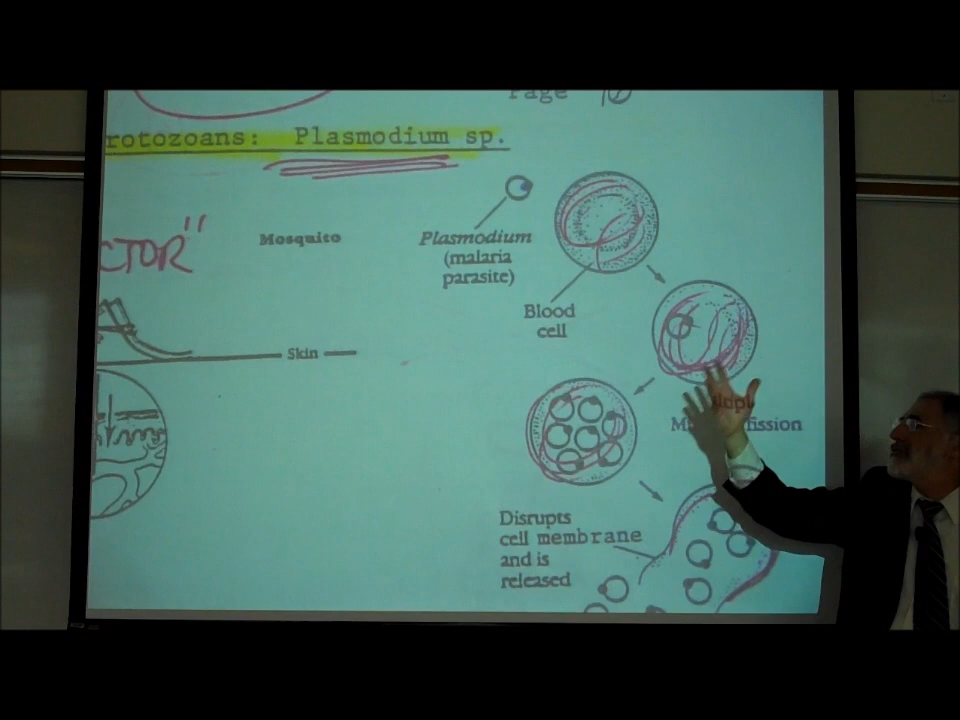 Page 10
rotozoans: Plasmodium sp.
CTOR"
Mosquito
Plasmodium
(malaria
parasite)
Blood
cell
Skin
fission
Disrupts
cell membrane
and is
released